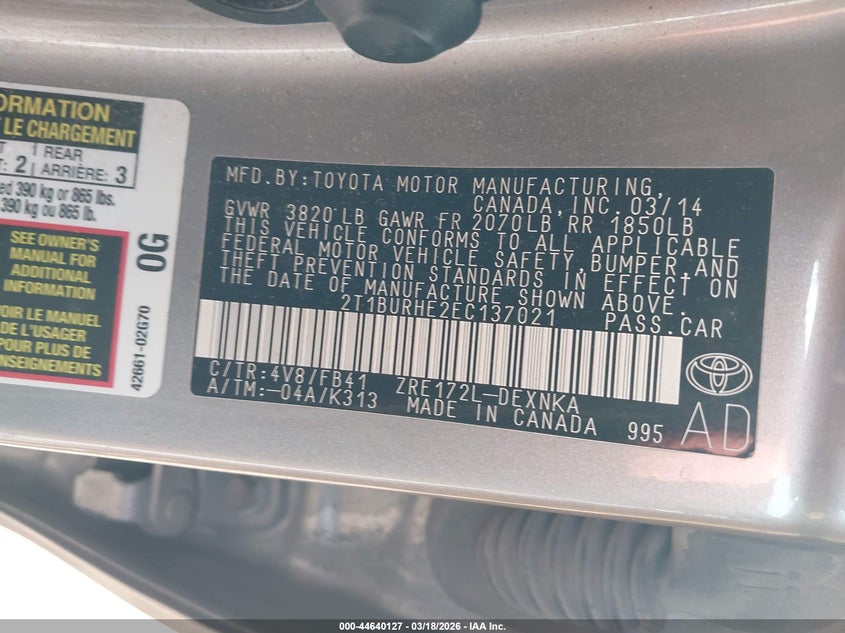 ORMATION
LE CHARGEMENT
1 REAR
2 ARRIÈRE: 3
390 kg or 865 lbs.
390 kg ou 865 lb.
SEE OWNER'S
MANUAL FOR
ADDITIONAL
INFORMATION
LE MANUEL
DE L'USAGER
POUR PLUS
0G
42661-02G70
MFD.BY:TOYOTA MOTOR MANUFACTURING,
CANADA, INC. 03/14
GVWR 3820 LB GAWR FR 2070LB RR 1850LB
THIS VEHICLE CONFORMS TO ALL APPLICABLE
FEDERAL MOTOR VEHICLE SAFETY, BUMPER, AND
THEFT PREVENTION STANDARDS IN EFFECT ON
THE DATE OF MANUFACTURE SHOWN ABOVE.
2T1BURHE2EC137021 PASS.CAR
C/TR:4V8/FB41 ZRE172L-DEXNKA
A/TM:-04A/K313 MADE IN CANADA 995 AD
000-44640127 - 03/18/2026 - IAA Inc.